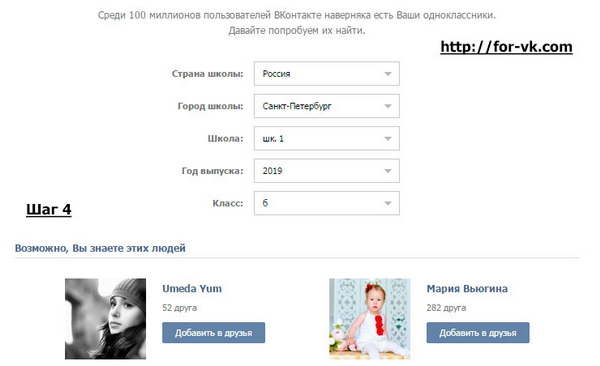 Среди 100 миллионов пользователей ВКонтакте наверняка есть Ваши одноклассники.
Давайте попробуем их найти.
http://for-vk.com
Страна школы: Россия
Город школы: Санкт-Петербург
Школа: шк. 1
Год выпуска: 2019
Класс: б
Шаг 4
Возможно, Вы знаете этих людей
Umeda Yum
52 друга
Добавить в друзья
Мария Вьюгина
282 друга
Добавить в друзья